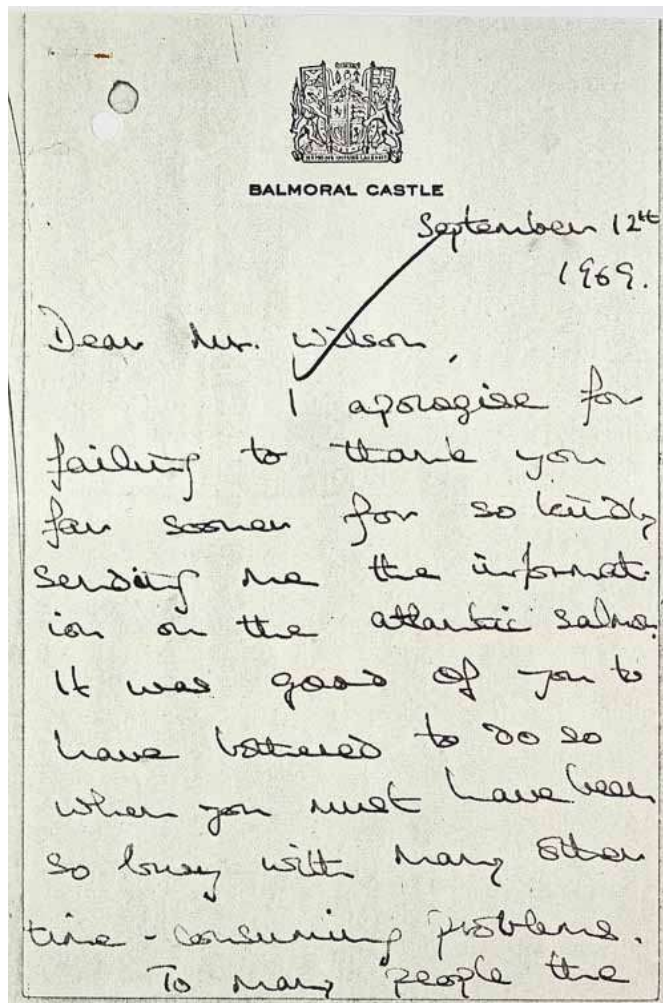 BALMORAL CASTLE
September 12th
1969.
Dear Mr. Wilson,
I apologise for
failing to thank you
far sooner for so kindly
sending me the informat-
ion on the atlantic salmon.
It was good of you to
have bothered to do so
when you must have been
so busy with many other
time-consuming problems.
To many people the